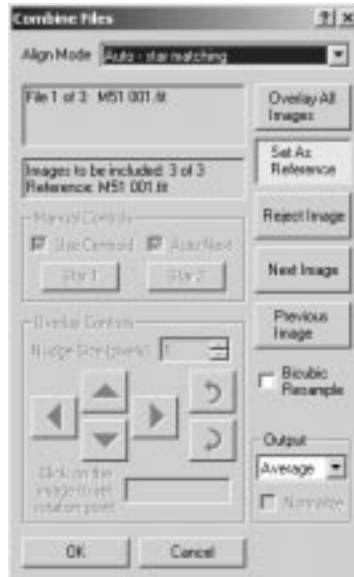 Combine Files
Align Mode Auto - star matching
File 1 of 3: M51 001.fit
Images to be included: 3 of 3
Reference: M51 001.fit
Overlay All
Images
Set As
Reference
Reject Image
Next Image
Previous
Image
Bicubic
Resample
Manual Controls
Use Centroid
Auto Next
Star 1
Star 2
Overlay Controls
Nudge Size (pixels) 1
Click on the
image to set
rotation point
Output
Average
Normalize
OK
Cancel